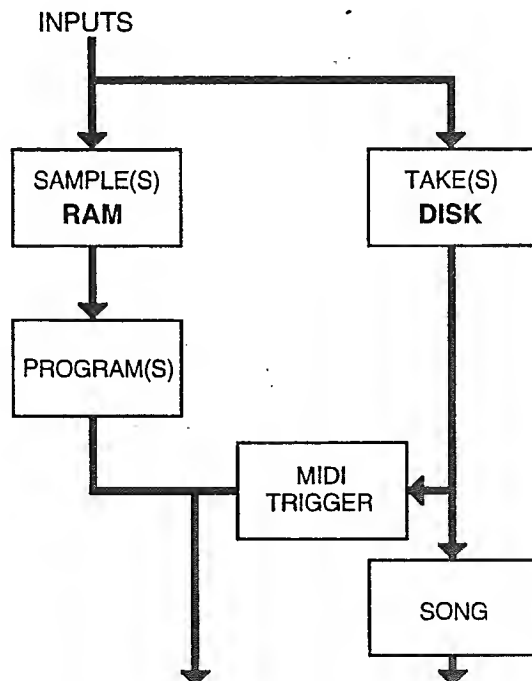 INPUTS
SAMPLE(S)
RAM
TAKE(S)
DISK
PROGRAM(S)
MIDI
TRIGGER
SONG